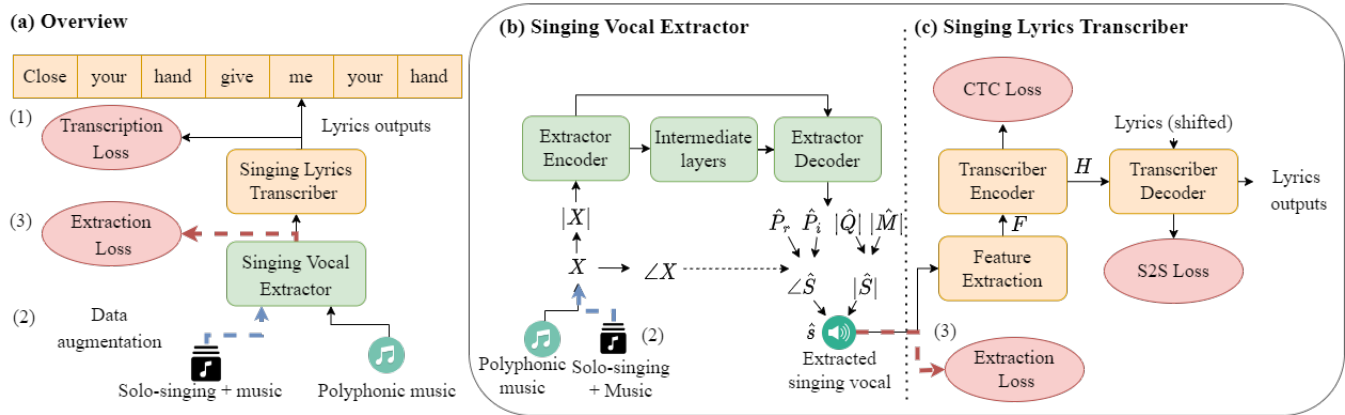 (a) Overview
Close your hand give me your hand
(1)
Transcription
Loss
Lyrics outputs
Singing Lyrics
Transcriber
(3)
Extraction
Loss
Singing Vocal
Extractor
(2)
Data
augmentation
Solo-singing + music
Polyphonic music
(b) Singing Vocal Extractor
Extractor
Encoder
Intermediate
layers
Extractor
Decoder
|X|
X
∠X
P̂_r P̂_i |Q̂| |M̂|
∠Ŝ |Ŝ|
ŝ
(2)
Polyphonic
music
Solo-singing
+ Music
Extracted
singing vocal
(c) Singing Lyrics Transcriber
CTC Loss
Lyrics (shifted)
Transcriber
Encoder
H
Transcriber
Decoder
Lyrics
outputs
F
Feature
Extraction
S2S Loss
(3)
Extraction
Loss